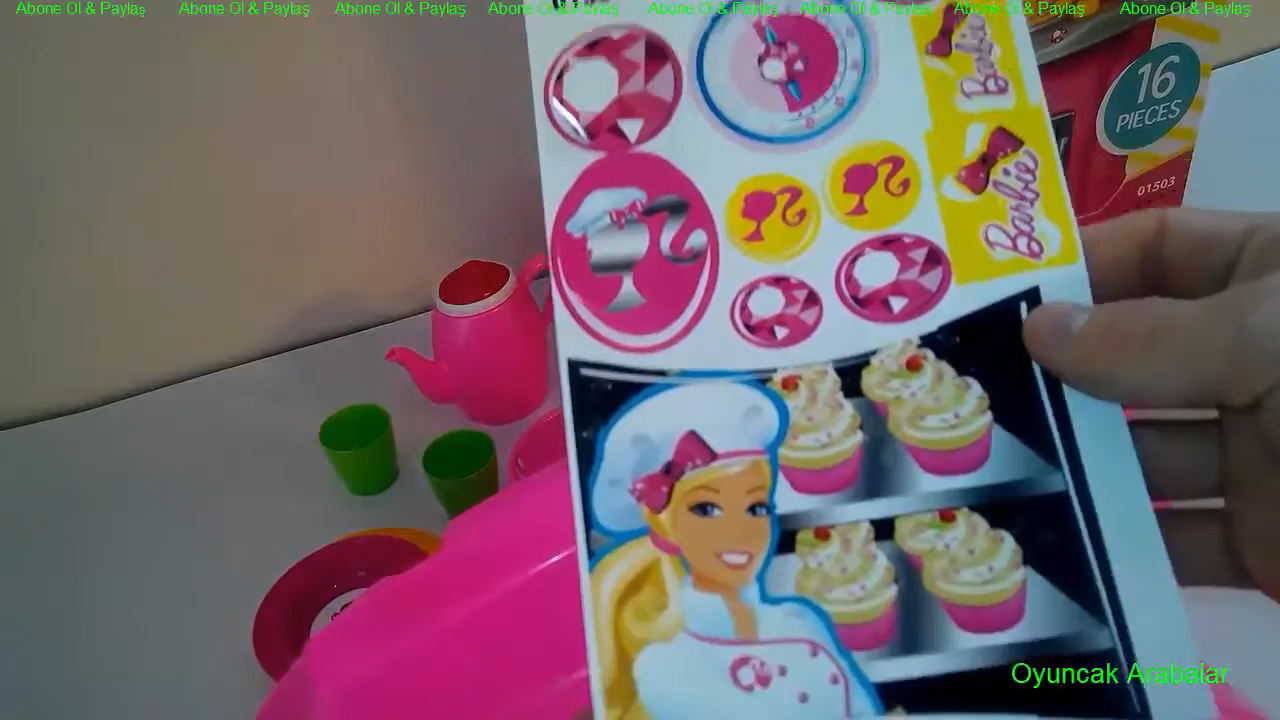 Abone Ol & Paylaş Abone Ol & Paylaş Abone Ol & Paylaş Abone Ol & Paylaş Abone Ol & Paylaş Abone Ol & Paylaş Abone Ol & Paylaş Abone Ol & Paylaş
Barbie
16
PIECES
01503
Barbie
Oyuncak Arabalar